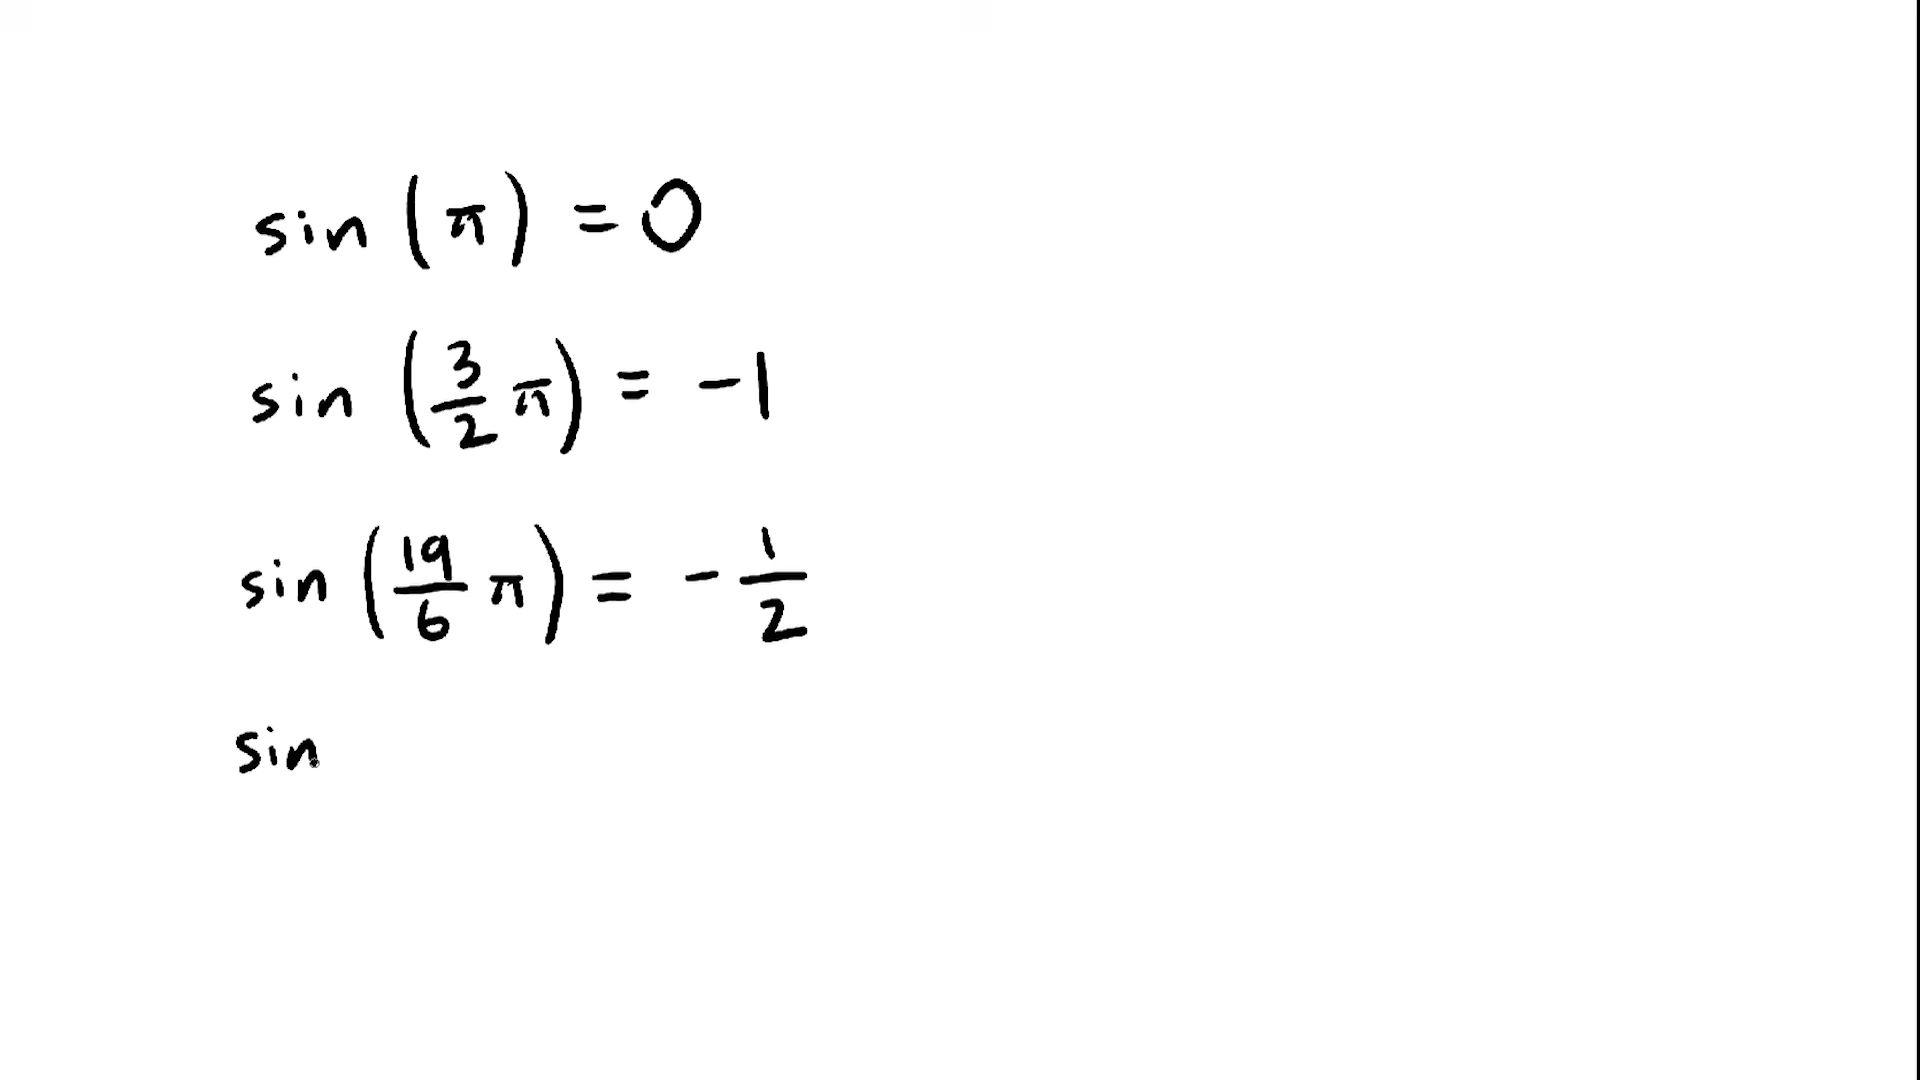 sin (π) = 0
sin (3/2 π) = -1
sin (19/6 π) = - 1/2
sin